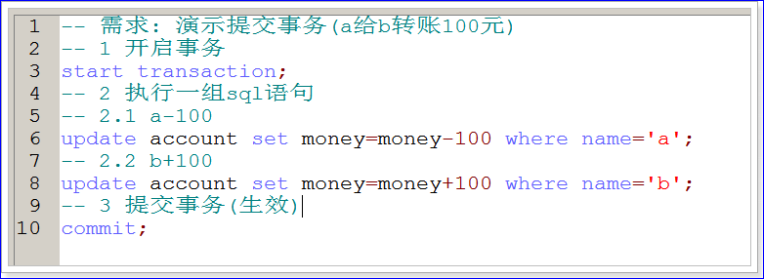 1 -- 需求: 演示提交事务(a给b转账100元)
2 -- 1 开启事务
3 start transaction;
4 -- 2 执行一组sql语句
5 -- 2.1 a-100
6 update account set money=money-100 where name='a';
7 -- 2.2 b+100
8 update account set money=money+100 where name='b';
9 -- 3 提交事务(生效)
10 commit;